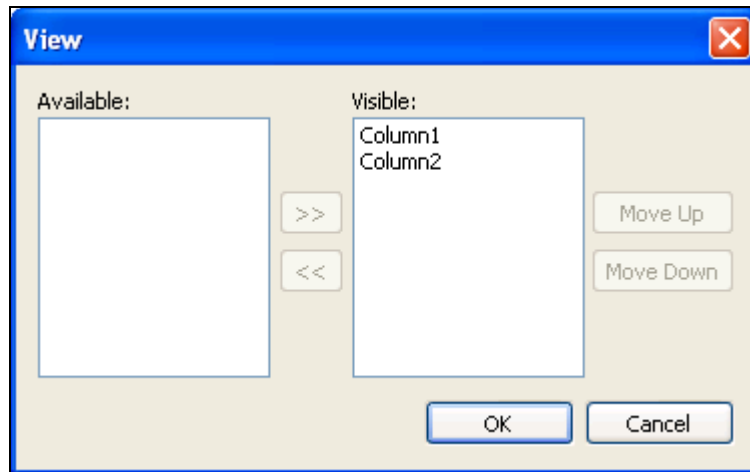 View
Available:
Visible:
Column1
Column2
>>
Move Up
<<
Move Down
OK
Cancel